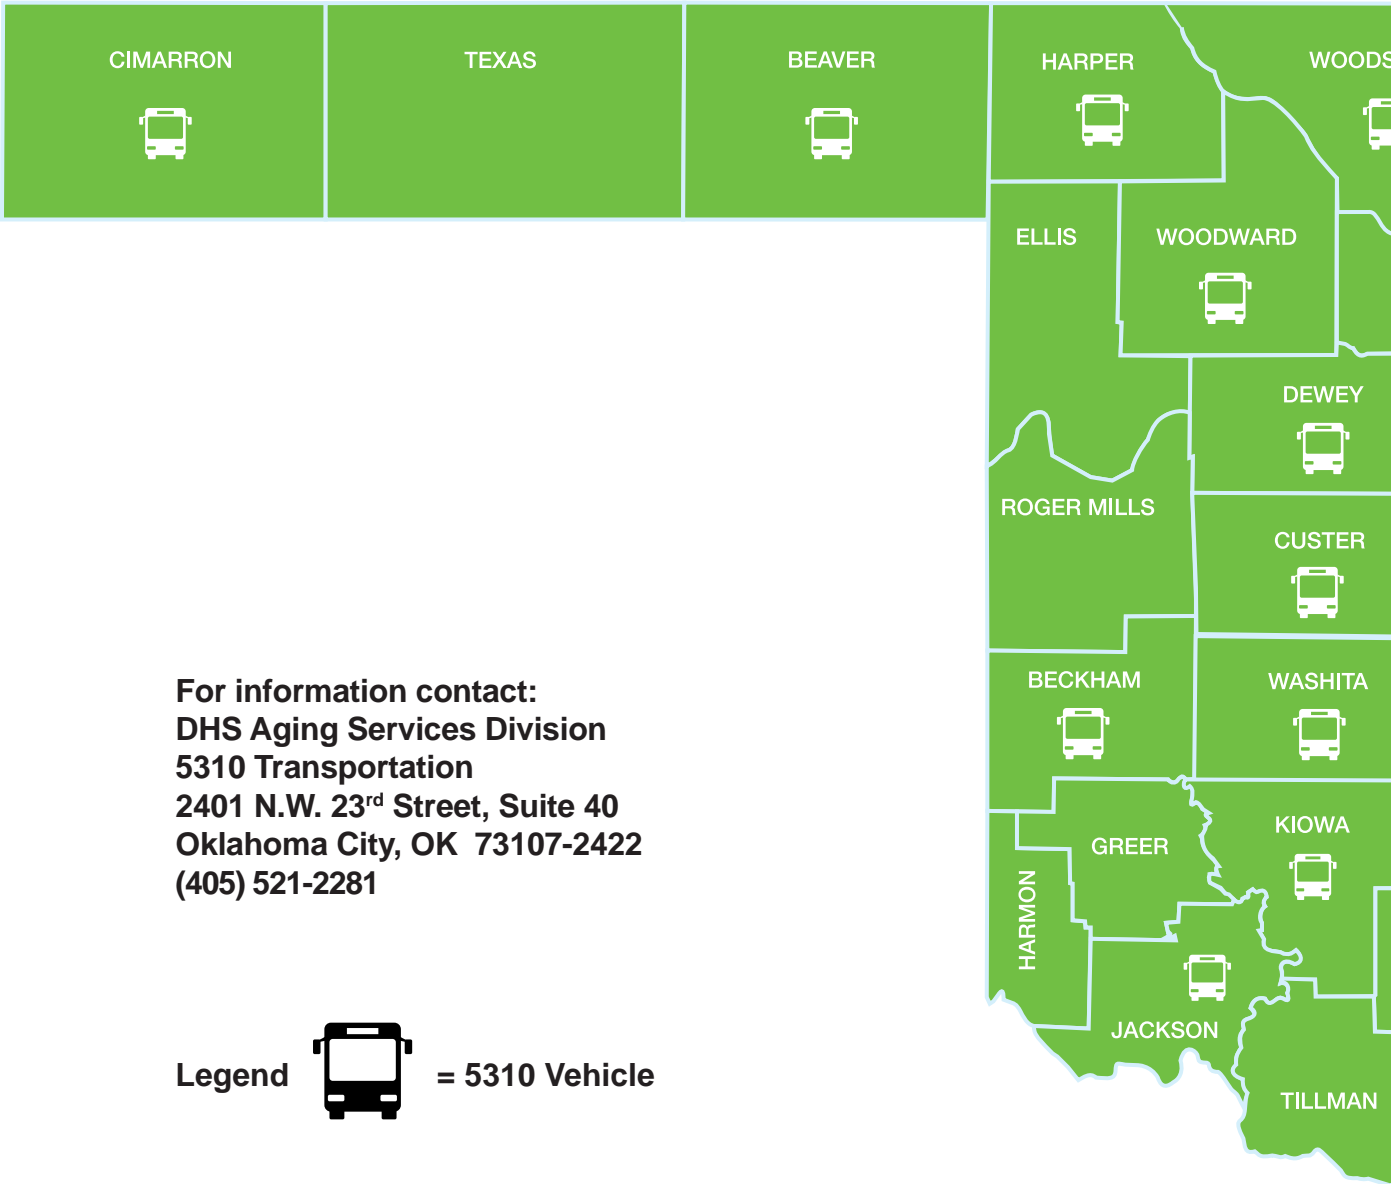 CIMARRON
TEXAS
BEAVER
HARPER
WOODS
ELLIS
WOODWARD
DEWEY
ROGER MILLS
CUSTER
BECKHAM
WASHITA
GREER
KIOWA
HARMON
JACKSON
TILLMAN
For information contact:
DHS Aging Services Division
5310 Transportation
2401 N.W. 23rd Street, Suite 40
Oklahoma City, OK 73107-2422
(405) 521-2281
Legend = 5310 Vehicle